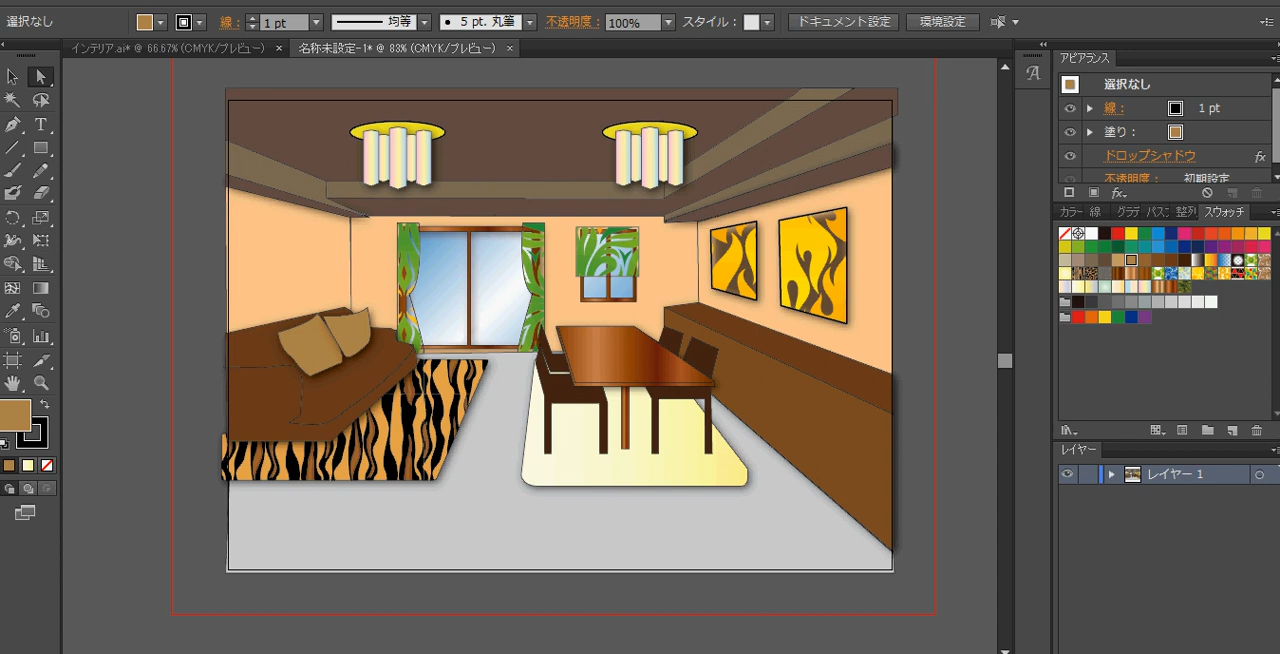 選択なし 線： 1 pt 均等 5 pt. 丸筆 不透明度： 100% スタイル： ドキュメント設定 環境設定
インテリア.ai* @ 66.67% (CMYK/プレビュー) × 名称未設定-1* @ 83% (CMYK/プレビュー) ×
アピアランス
選択なし
線： 1 pt
塗り：
ドロップシャドウ fx
不透明度： 初期設定
fx
カラー 線 グラデ パスコ 整列 スウォッチ
レイヤー
レイヤー 1
T
A